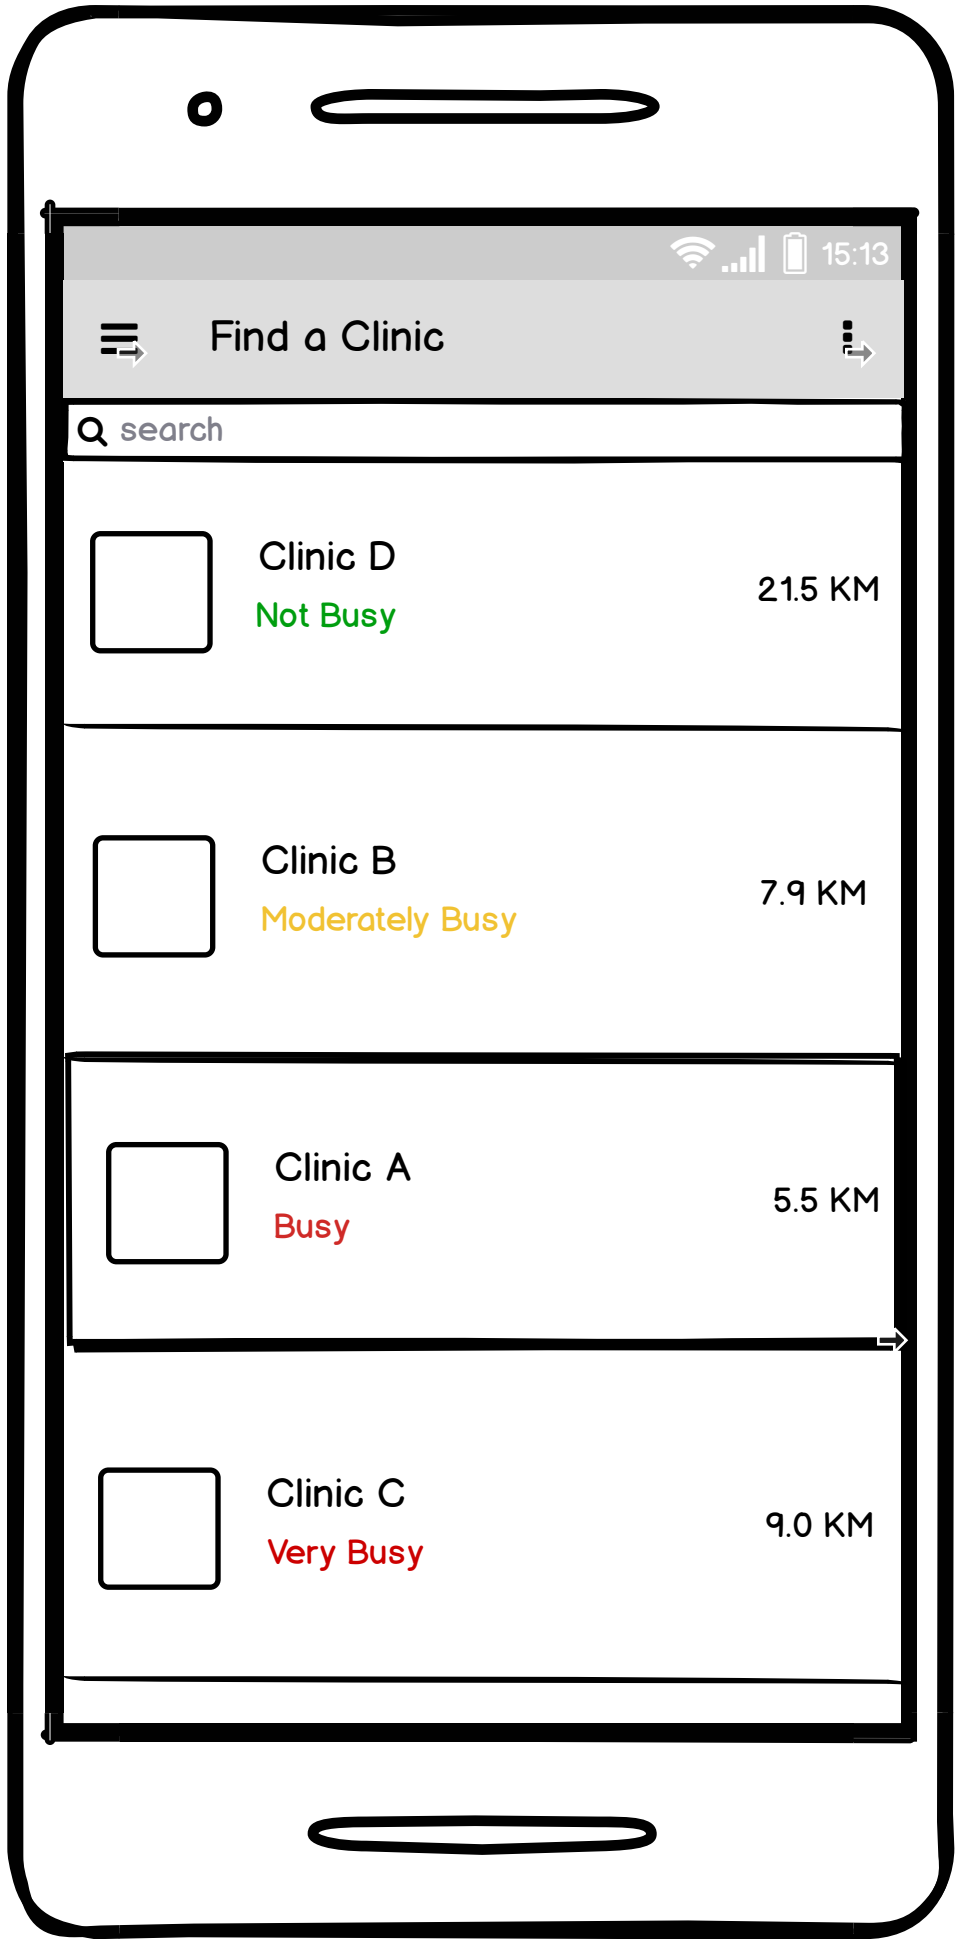 15:13
Find a Clinic
search
Clinic D
Not Busy
21.5 KM
Clinic B
Moderately Busy
7.9 KM
Clinic A
Busy
5.5 KM
Clinic C
Very Busy
9.0 KM